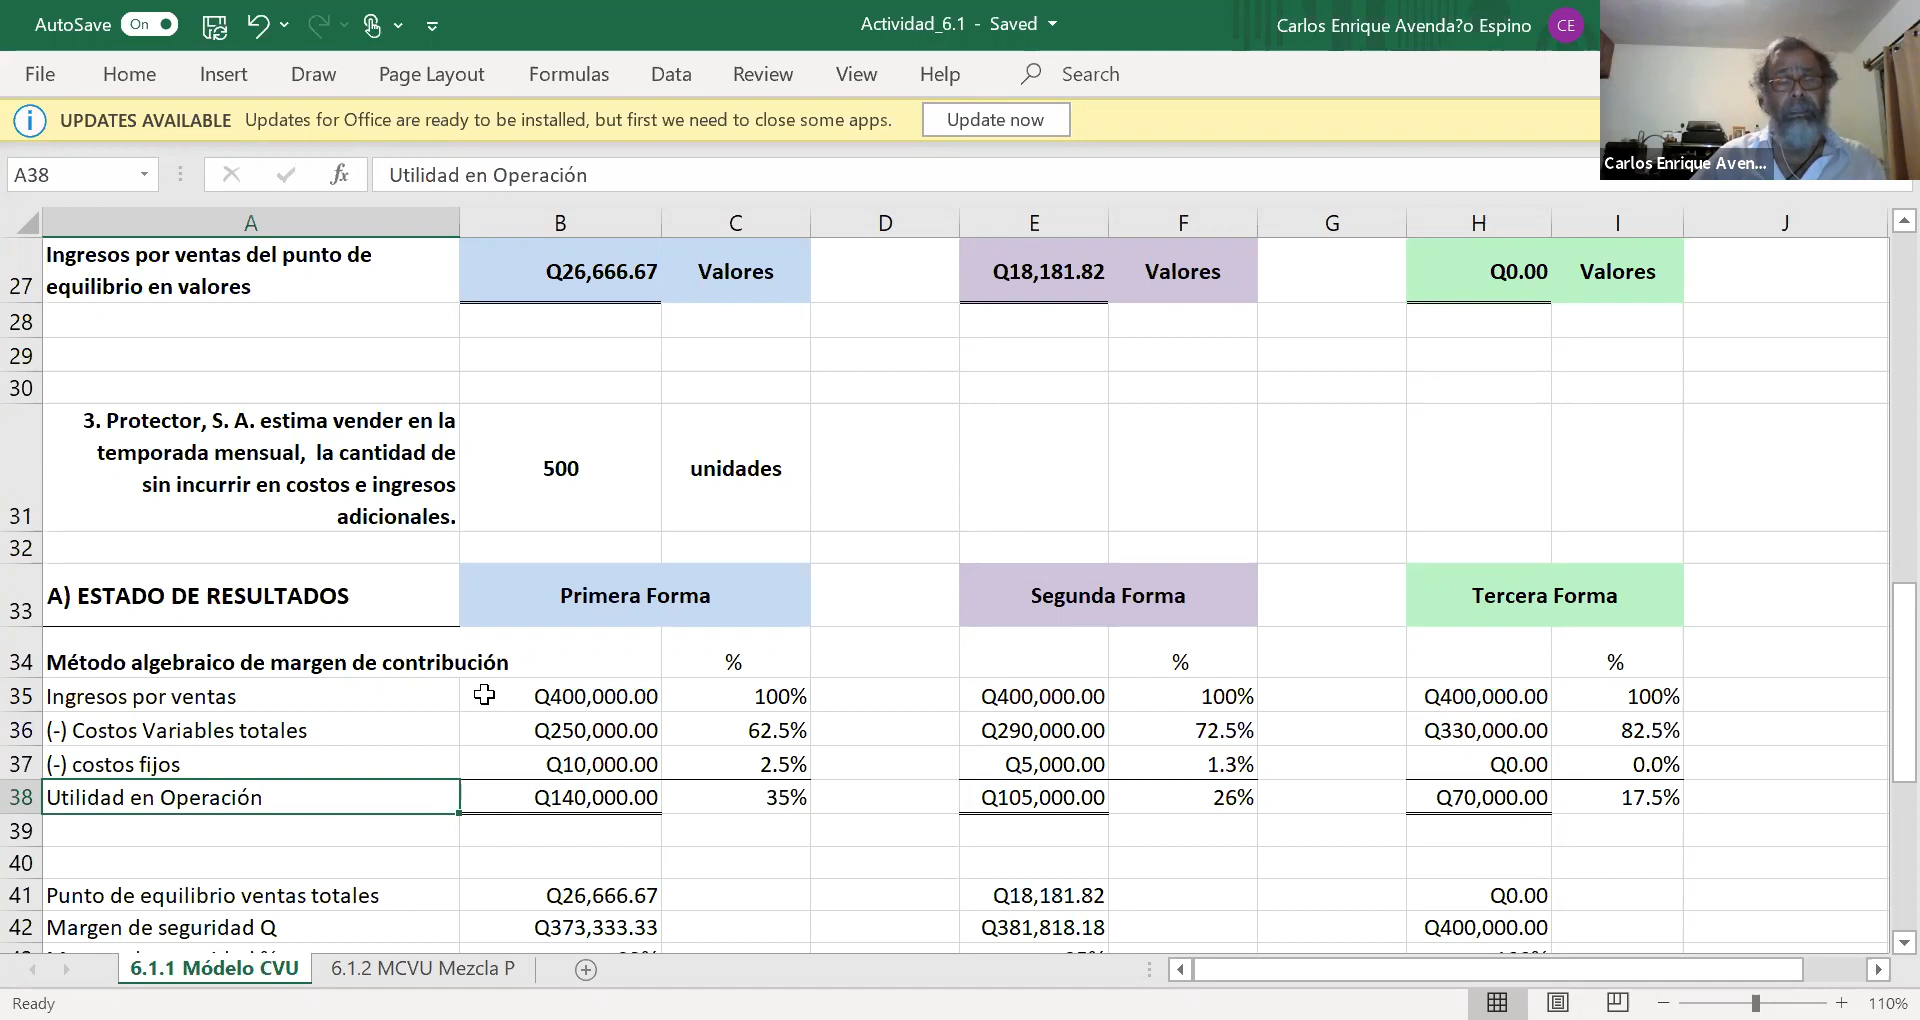 AutoSave On Actividad_6.1 - Saved Carlos Enrique Avenda?o Espino CE
File Home Insert Draw Page Layout Formulas Data Review View Help Search
UPDATES AVAILABLE Updates for Office are ready to be installed, but first we need to close some apps. Update now
Carlos Enrique Aven...
A38 fx Utilidad en Operación
A B C D E F G H I J
Ingresos por ventas del punto de
27 equilibrio en valores Q26,666.67 Valores Q18,181.82 Valores Q0.00 Valores
28
29
30
3. Protector, S. A. estima vender en la
temporada mensual, la cantidad de 500 unidades
sin incurrir en costos e ingresos
31 adicionales.
32
33 A) ESTADO DE RESULTADOS Primera Forma Segunda Forma Tercera Forma
34 Método algebraico de margen de contribución % % %
35 Ingresos por ventas Q400,000.00 100% Q400,000.00 100% Q400,000.00 100%
36 (-) Costos Variables totales Q250,000.00 62.5% Q290,000.00 72.5% Q330,000.00 82.5%
37 (-) costos fijos Q10,000.00 2.5% Q5,000.00 1.3% Q0.00 0.0%
38 Utilidad en Operación Q140,000.00 35% Q105,000.00 26% Q70,000.00 17.5%
39
40
41 Punto de equilibrio ventas totales Q26,666.67 Q18,181.82 Q0.00
42 Margen de seguridad Q Q373,333.33 Q381,818.18 Q400,000.00
6.1.1 Módelo CVU 6.1.2 MCVU Mezcla P
Ready 110%